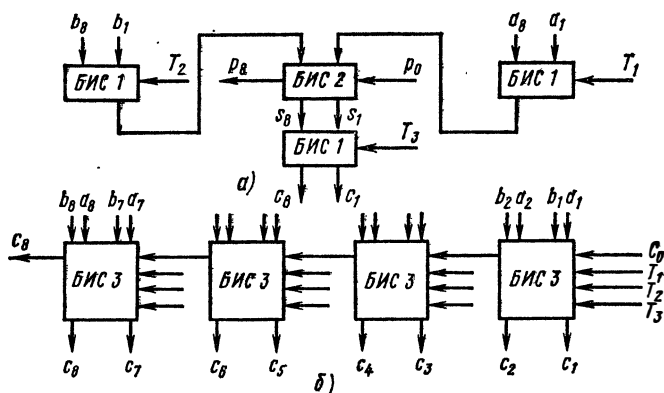 b₈ b₁ a₈ a₁
T₂ p₈ p₀ T₁
БИС 1 БИС 2 БИС 1
s₈ s₁
БИС 1 T₃
а) c₈ c₁
b₈ a₈ b₇ a₇ b₂ a₂ b₁ a₁
c₈ C₀
T₁
БИС 3 БИС 3 БИС 3 БИС 3 T₂
T₃
c₈ c₇ c₆ c₅ c₄ c₃ c₂ c₁
б)